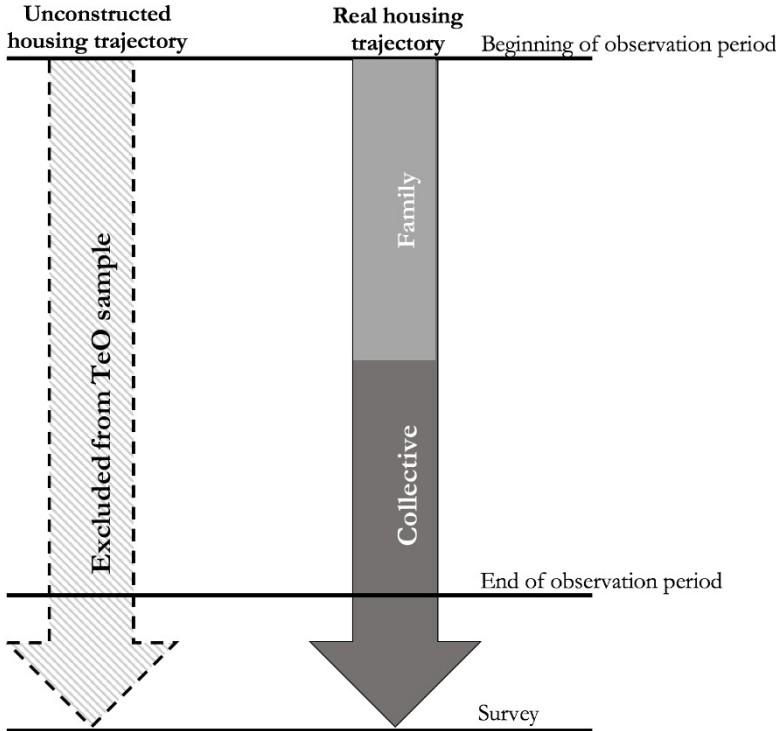 Unconstructed
housing trajectory
Real housing
trajectory
Beginning of observation period
Family
Excluded from TeO sample
Collective
End of observation period
Survey